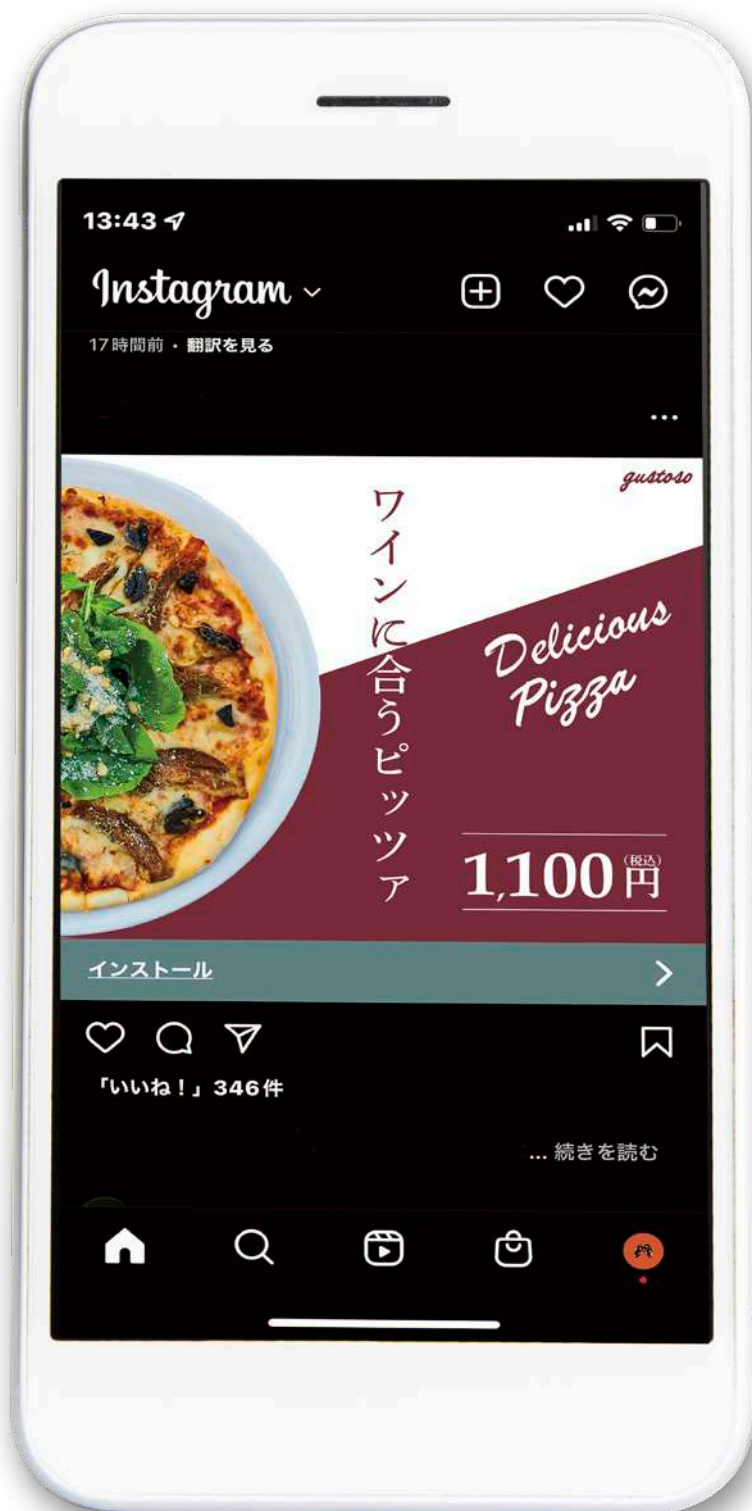 13:43
Instagram
17時間前・翻訳を見る
gustoso
ワインに合うピッツァ
Delicious
Pizza
1,100円(税込)
インストール
「いいね！」346件
... 続きを読む